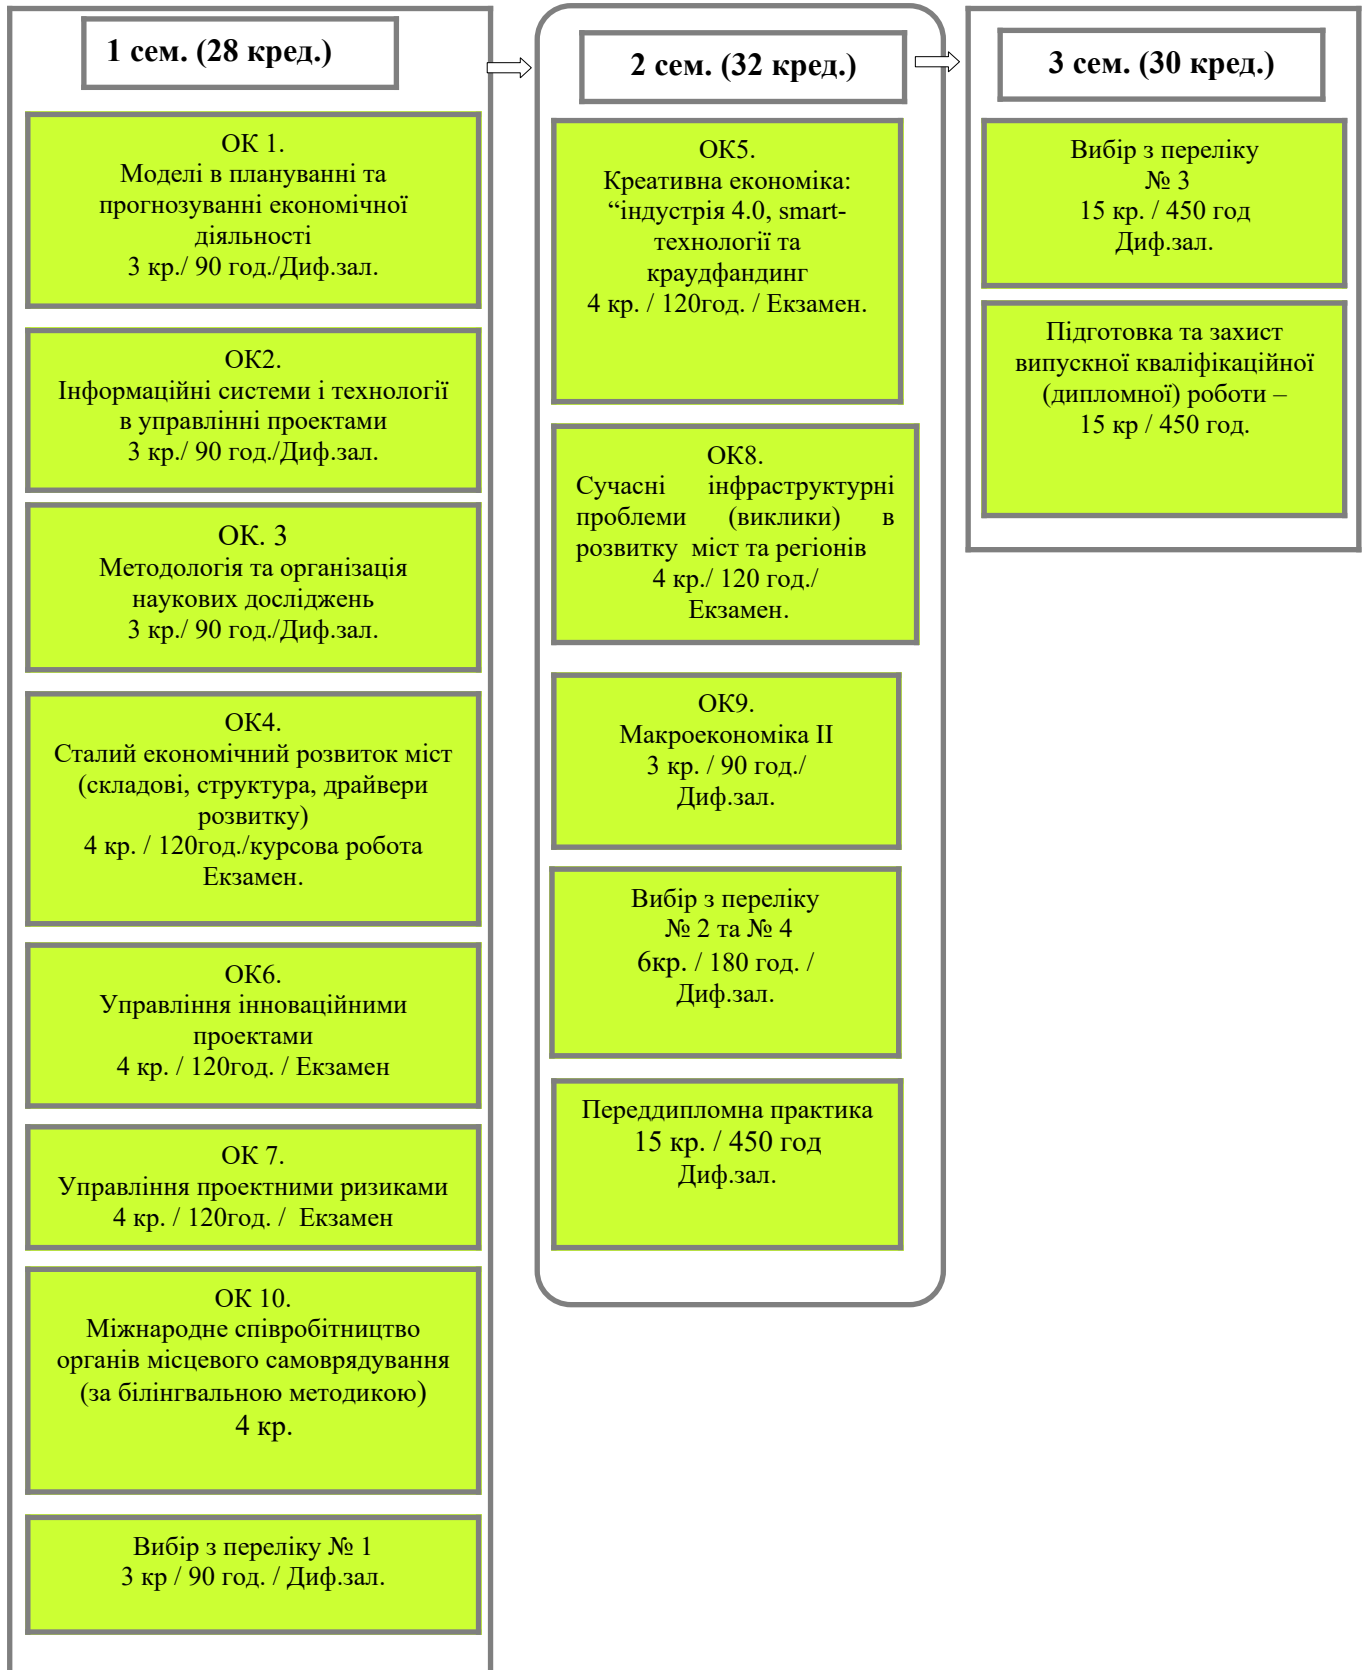 1 сем. (28 кред.)
ОК 1.
Моделі в плануванні та
прогнозуванні економічної
діяльності
3 кр./ 90 год./Диф.зал.
ОК2.
Інформаційні системи і технології
в управлінні проектами
3 кр./ 90 год./Диф.зал.
ОК. 3
Методологія та організація
наукових досліджень
3 кр./ 90 год./Диф.зал.
ОК4.
Сталий економічний розвиток міст
(складові, структура, драйвери
розвитку)
4 кр. / 120год./курсова робота
Екзамен.
ОК6.
Управління інноваційними
проектами
4 кр. / 120год. / Екзамен
ОК 7.
Управління проектними ризиками
4 кр. / 120год. / Екзамен
ОК 10.
Міжнародне співробітництво
органів місцевого самоврядування
(за білінгвальною методикою)
4 кр.
Вибір з переліку № 1
3 кр / 90 год. / Диф.зал.
2 сем. (32 кред.)
ОК5.
Креативна економіка:
“індустрія 4.0, smart-
технології та
краудфандинг
4 кр. / 120год. / Екзамен.
ОК8.
Сучасні інфраструктурні
проблеми (виклики) в
розвитку міст та регіонів
4 кр./ 120 год./
Екзамен.
ОК9.
Макроекономіка ІІ
3 кр. / 90 год./
Диф.зал.
Вибір з переліку
№ 2 та № 4
6кр. / 180 год. /
Диф.зал.
Переддипломна практика
15 кр. / 450 год
Диф.зал.
3 сем. (30 кред.)
Вибір з переліку
№ 3
15 кр. / 450 год
Диф.зал.
Підготовка та захист
випускної кваліфікаційної
(дипломної) роботи –
15 кр / 450 год.